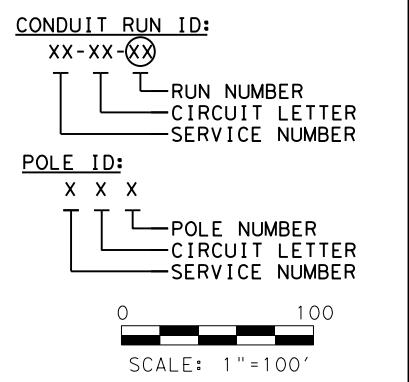 CONDUIT RUN ID:
XX-XX-XX
RUN NUMBER
CIRCUIT LETTER
SERVICE NUMBER
POLE ID:
X X X
POLE NUMBER
CIRCUIT LETTER
SERVICE NUMBER
0 100
SCALE: 1"=100'